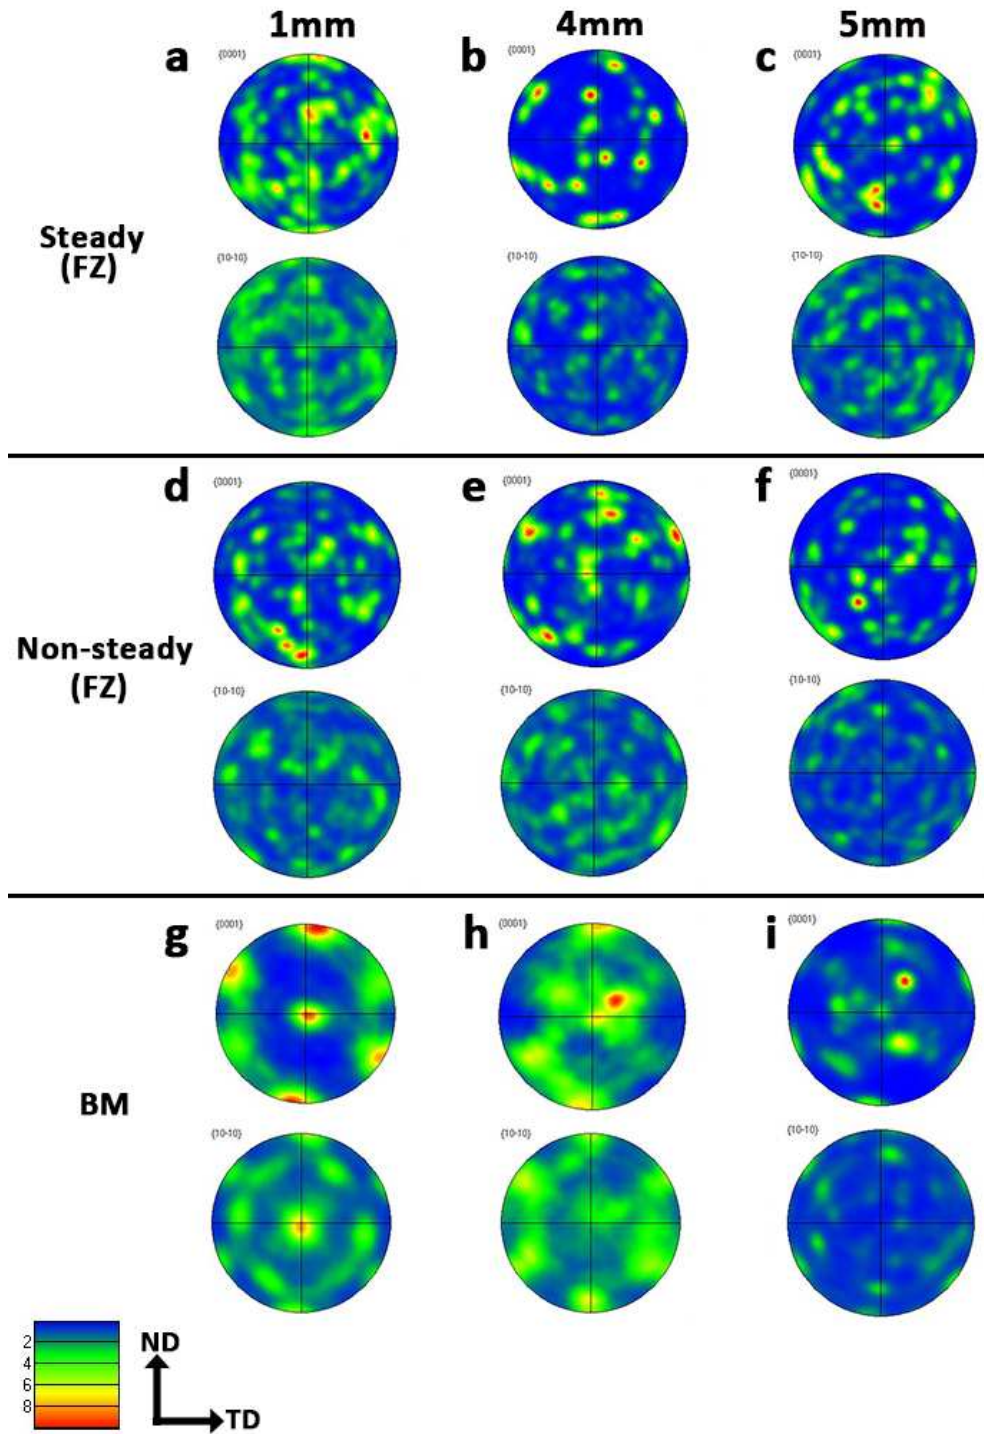 1mm 4mm 5mm
a b c
{0001} {0001} {0001}
Steady
(FZ)
{10-10} {10-10} {10-10}
d e f
{0001} {0001} {0001}
Non-steady
(FZ)
{10-10} {10-10} {10-10}
g h i
{0001} {0001} {0001}
BM
{10-10} {10-10} {10-10}
2
4
6
8
ND
TD